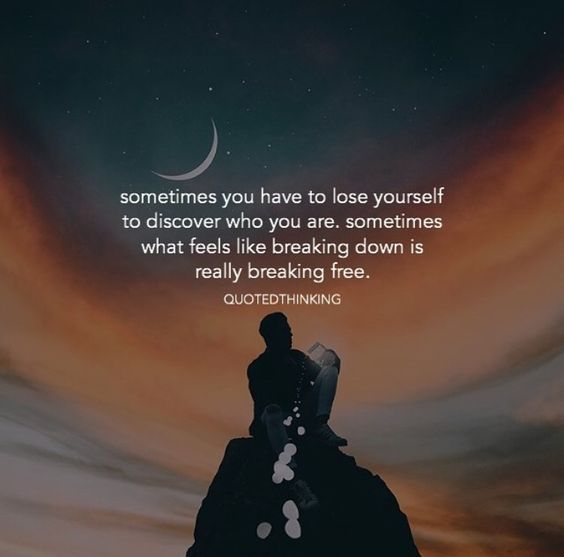 sometimes you have to lose yourself
to discover who you are. sometimes
what feels like breaking down is
really breaking free.
QUOTEDTHINKING